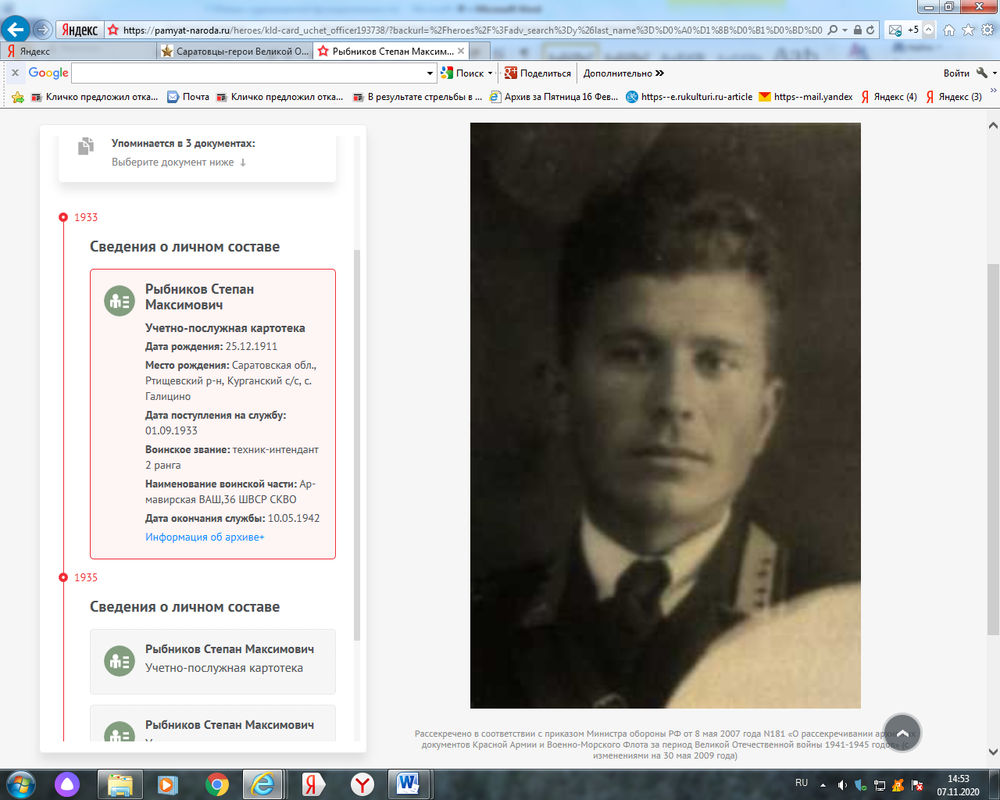 Яндекс
https://pamyat-naroda.ru/heroes/kld-card_uchet_officer193738/?backurl=%2Fheroes%2F%3Fadv_search%3Dy%26last_name%3D%D0%A0%D1%8B%D0%B1%D0%BD%D0
+5
Яндекс
Саратовцы-герои Великой О...
Рыбников Степан Максим...
Google
Поиск
Поделиться
Дополнительно
Войти
Кличко предложил отка...
Почта
Кличко предложил отка...
В результате стрельбы в ...
Архив за Пятница 16 Фев...
https--e.rukulturi.ru-article
https--mail.yandex
Яндекс (4)
Яндекс (3)
Упоминается в 3 документах:
Выберите документ ниже ↓
1933
Сведения о личном составе
Рыбников Степан
Максимович
Учетно-послужная картотека
Дата рождения: 25.12.1911
Место рождения: Саратовская обл.,
Ртищевский р-н, Курганский с/с, с.
Галицино
Дата поступления на службу:
01.09.1933
Воинское звание: техник-интендант
2 ранга
Наименование воинской части: Ар-
мавирская ВАШ,36 ШВСР СКВО
Дата окончания службы: 10.05.1942
Информация об архиве+
1935
Сведения о личном составе
Рыбников Степан Максимович
Учетно-послужная картотека
Рыбников Степан Максимович
Рассекречено в соответствии с приказом Министра обороны РФ от 8 мая 2007 года N181 «О рассекречивании архивных
документов Красной Армии и Военно-Морского Флота за период Великой Отечественной войны 1941-1945 годов» (с
изменениями на 30 мая 2009 года)
RU
14:53
07.11.2020